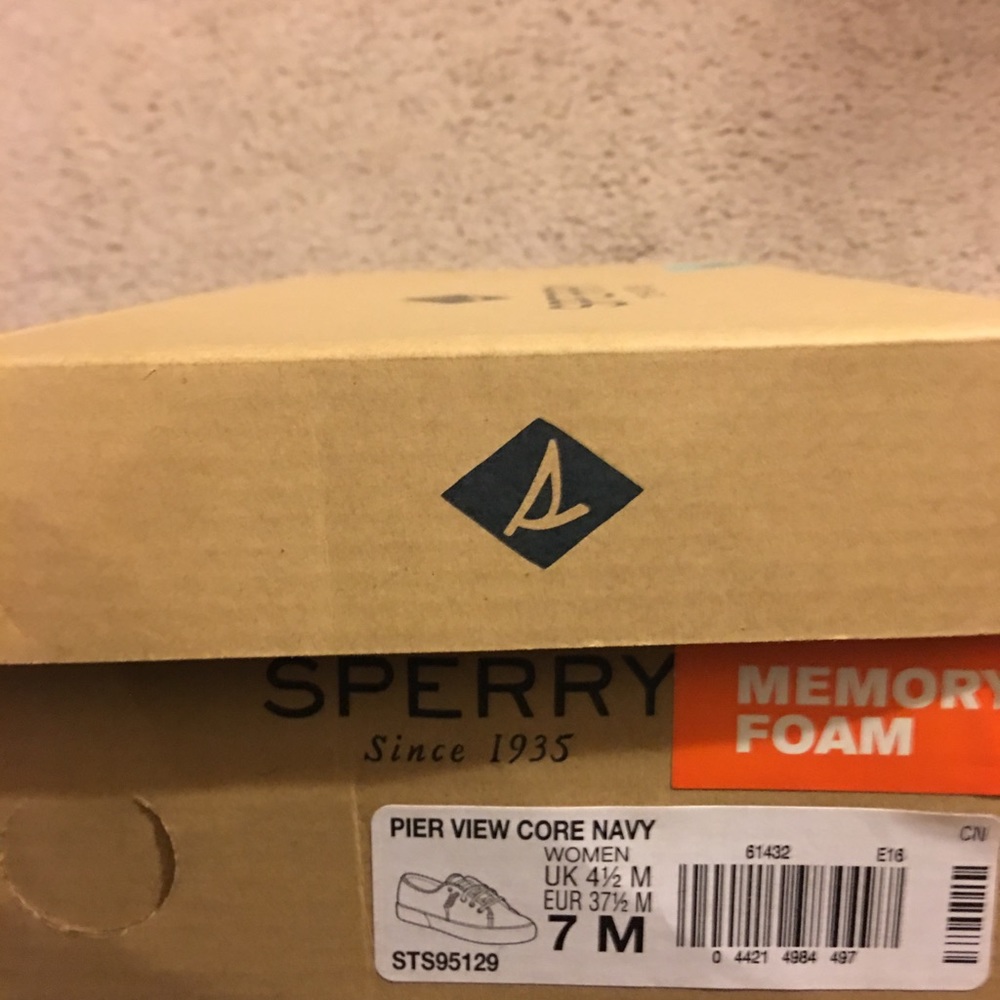 SPERRY
Since 1935
MEMORY
FOAM
PIER VIEW CORE NAVY
CN
WOMEN
61432
E16
UK 4½ M
EUR 37½ M
7 M
STS95129
0 4421 4984 497